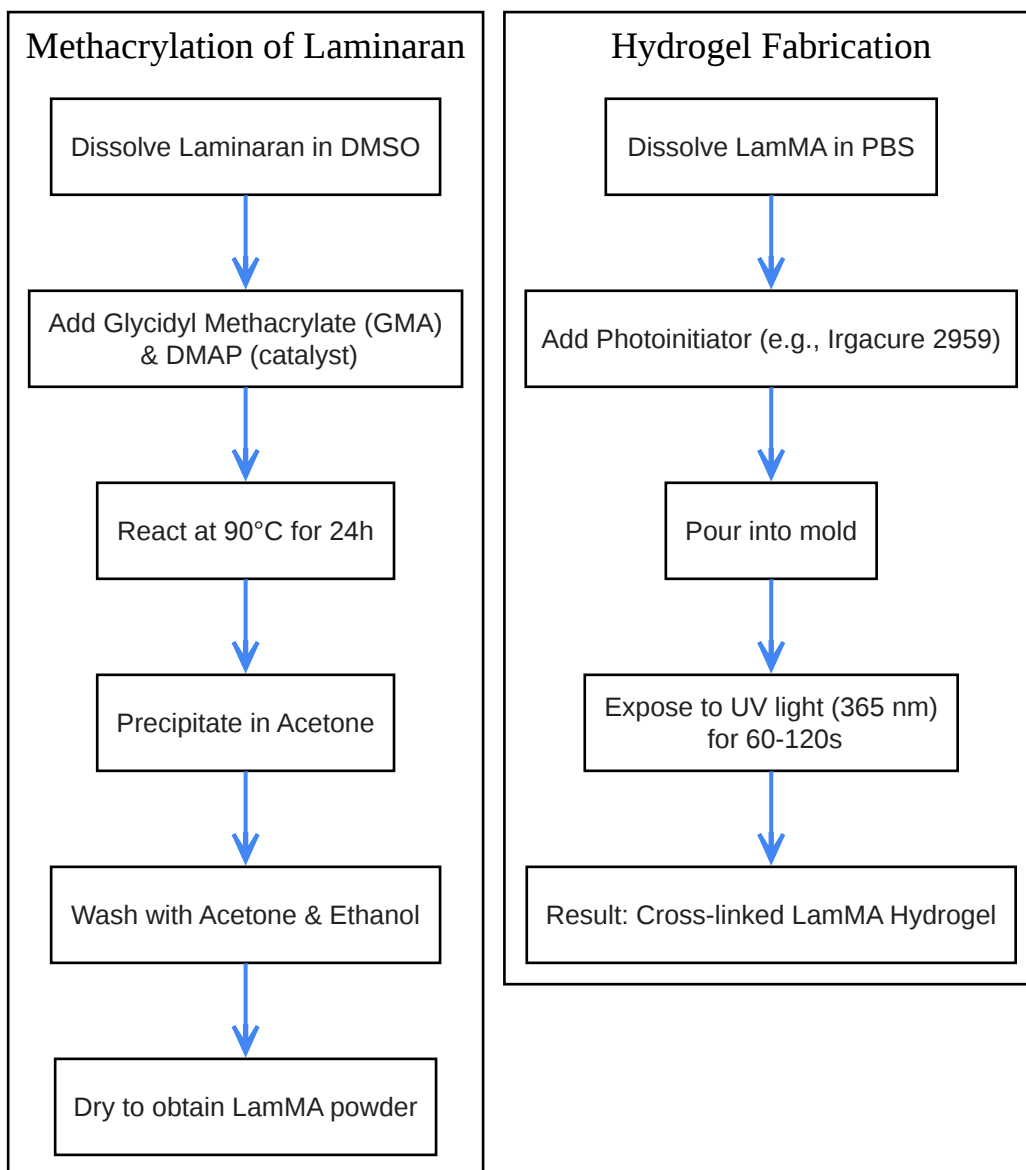 Methacrylation of Laminaran
Dissolve Laminaran in DMSO
Add Glycidyl Methacrylate (GMA)
& DMAP (catalyst)
React at 90°C for 24h
Precipitate in Acetone
Wash with Acetone & Ethanol
Dry to obtain LamMA powder
Hydrogel Fabrication
Dissolve LamMA in PBS
Add Photoinitiator (e.g., Irgacure 2959)
Pour into mold
Expose to UV light (365 nm)
for 60-120s
Result: Cross-linked LamMA Hydrogel